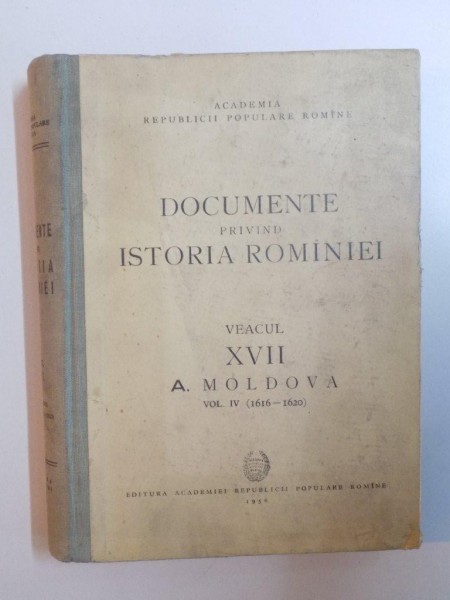 ACADEMIA
REPUBLICII POPULARE ROMÎNE
DOCUMENTE
PRIVIND
ISTORIA ROMÎNIEI
VEACUL
XVII
A. MOLDOVA
VOL. IV (1616—1620)
EDITURA ACADEMIEI REPUBLICII POPULARE ROMÎNE
1956